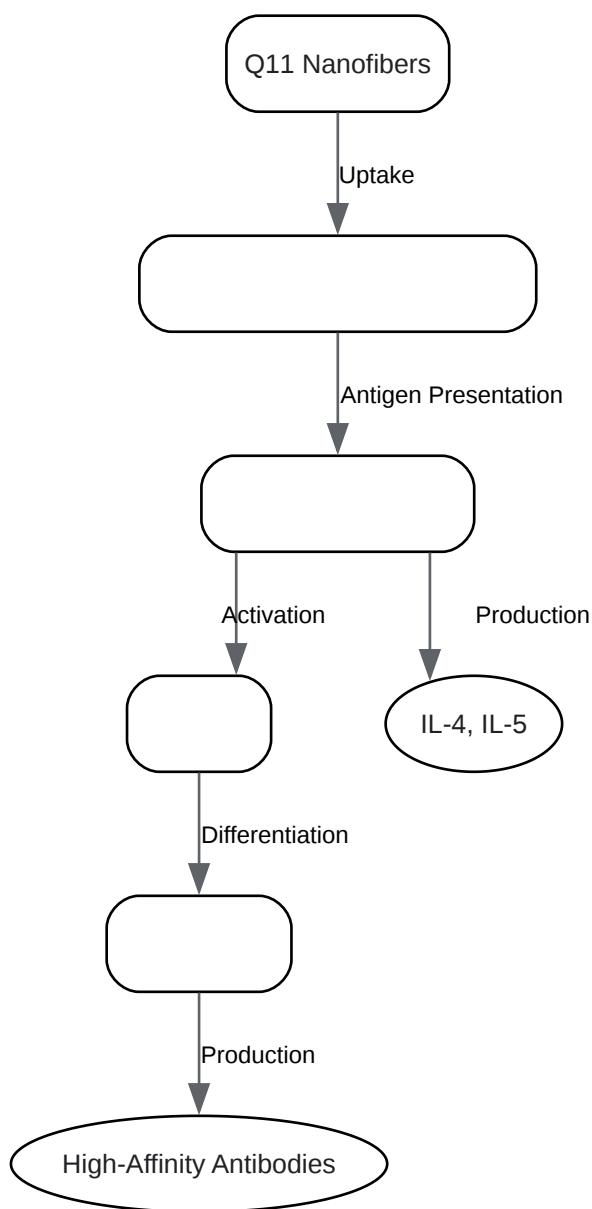 Q11 Nanofibers
Uptake
Antigen Presentation
Activation
Production
IL-4, IL-5
Differentiation
Production
High-Affinity Antibodies